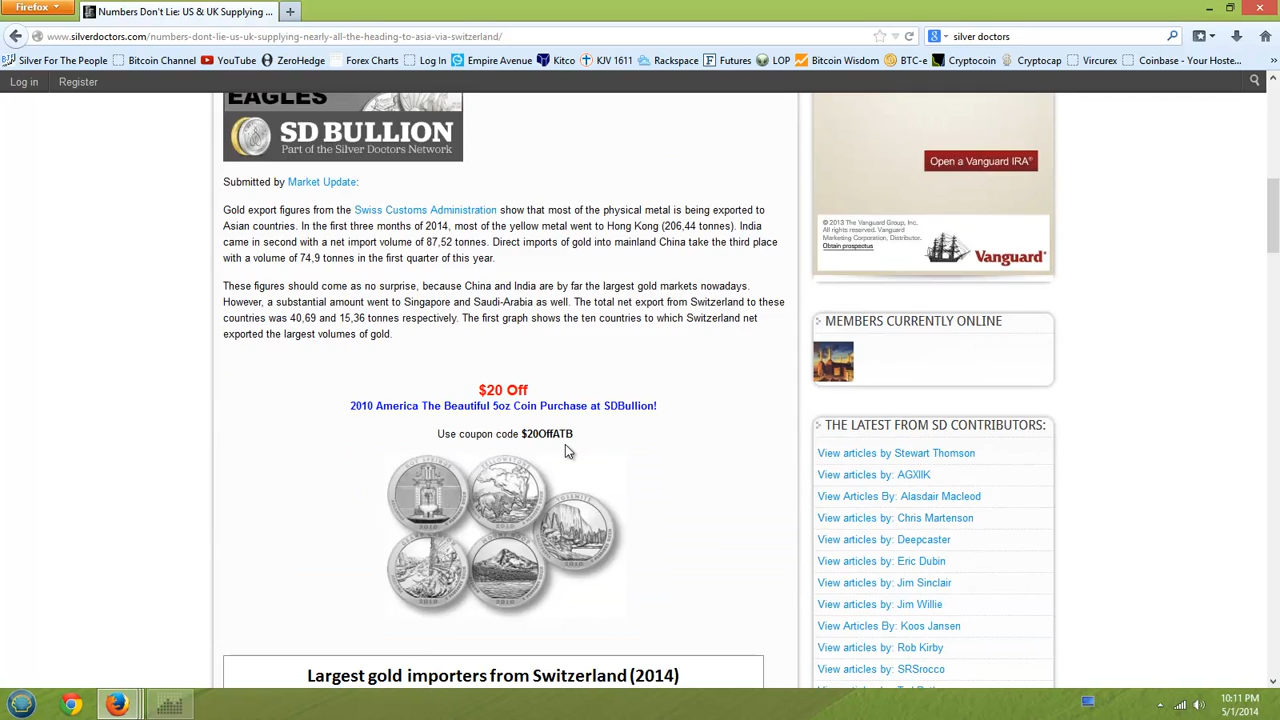 Firefox
Numbers Don't Lie: US & UK Supplying ...
www.silverdoctors.com/numbers-dont-lie-us-uk-supplying-nearly-all-the-heading-to-asia-via-switzerland/
silver doctors
Silver For The People
Bitcoin Channel
YouTube
ZeroHedge
Forex Charts
Log In
Empire Avenue
Kitco
KJV 1611
Rackspace
Futures
LOP
Bitcoin Wisdom
BTC-e
Cryptocoin
Cryptocap
Vircurex
Coinbase - Your Hoste...
Log in
Register
EAGLES
SD BULLION
Part of the Silver Doctors Network
Submitted by Market Update:
Gold export figures from the Swiss Customs Administration show that most of the physical metal is being exported to
Asian countries. In the first three months of 2014, most of the yellow metal went to Hong Kong (206,44 tonnes). India
came in second with a net import volume of 87,52 tonnes. Direct imports of gold into mainland China take the third place
with a volume of 74,9 tonnes in the first quarter of this year.
These figures should come as no surprise, because China and India are by far the largest gold markets nowadays.
However, a substantial amount went to Singapore and Saudi-Arabia as well. The total net export from Switzerland to these
countries was 40,69 and 15,36 tonnes respectively. The first graph shows the ten countries to which Switzerland net
exported the largest volumes of gold.
$20 Off
2010 America The Beautiful 5oz Coin Purchase at SDBullion!
Use coupon code $20OffATB
Largest gold importers from Switzerland (2014)
Open a Vanguard IRA®
© 2013 The Vanguard Group, Inc.
All rights reserved. Vanguard
Marketing Corporation, Distributor.
Obtain prospectus
Vanguard®
MEMBERS CURRENTLY ONLINE
THE LATEST FROM SD CONTRIBUTORS:
View articles by Stewart Thomson
View articles by: AGXIIK
View Articles By: Alasdair Macleod
View articles by: Chris Martenson
View articles by: Deepcaster
View articles by: Eric Dubin
View articles by: Jim Sinclair
View articles by: Jim Willie
View Articles By: Koos Jansen
View articles by: Rob Kirby
View articles by: SRSrocco
10:11 PM
5/1/2014